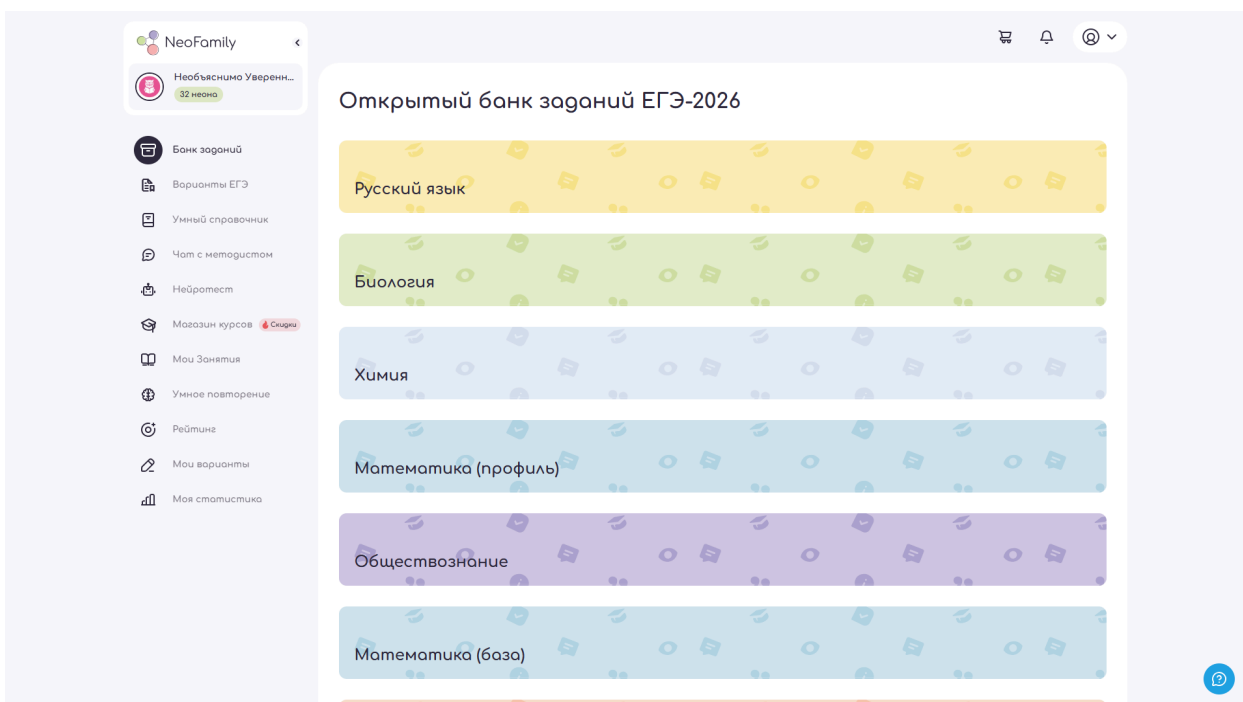 NeoFamily
Необъяснимо Уверенн...
32 неона
Банк заданий
Варианты ЕГЭ
Умный справочник
Чат с методистом
Нейротест
Магазин курсов Скидки
Мои Занятия
Умное повторение
Рейтинг
Мои варианты
Моя статистика
Открытый банк заданий ЕГЭ-2026
Русский язык
Биология
Химия
Математика (профиль)
Обществознание
Математика (база)